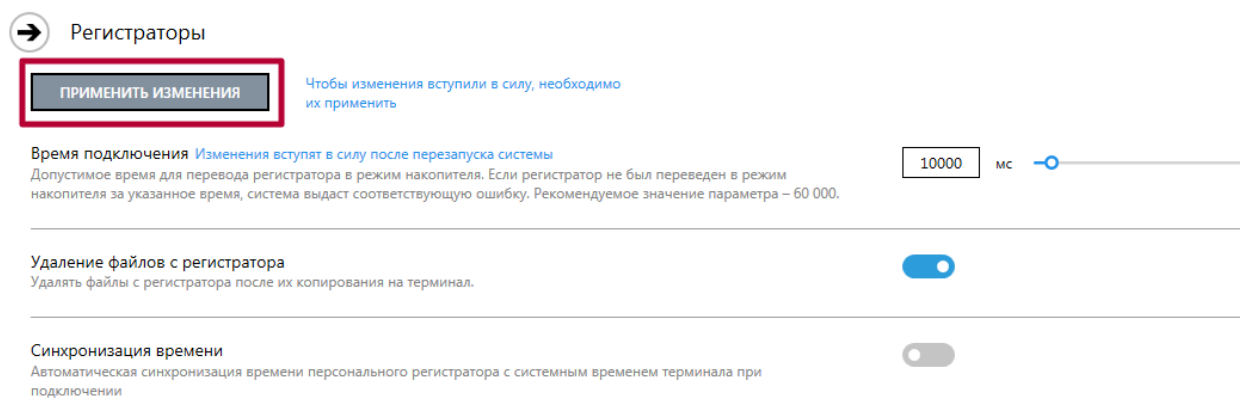 Регистраторы
ПРИМЕНИТЬ ИЗМЕНЕНИЯ
Чтобы изменения вступили в силу, необходимо
их применить
Время подключения Изменения вступят в силу после перезапуска системы
10000 мс
Допустимое время для перевода регистратора в режим накопителя. Если регистратор не был переведен в режим
накопителя за указанное время, система выдаст соответствующую ошибку. Рекомендуемое значение параметра – 60 000.
Удаление файлов с регистратора
Удалять файлы с регистратора после их копирования на терминал.
Синхронизация времени
Автоматическая синхронизация времени персонального регистратора с системным временем терминала при
подключении